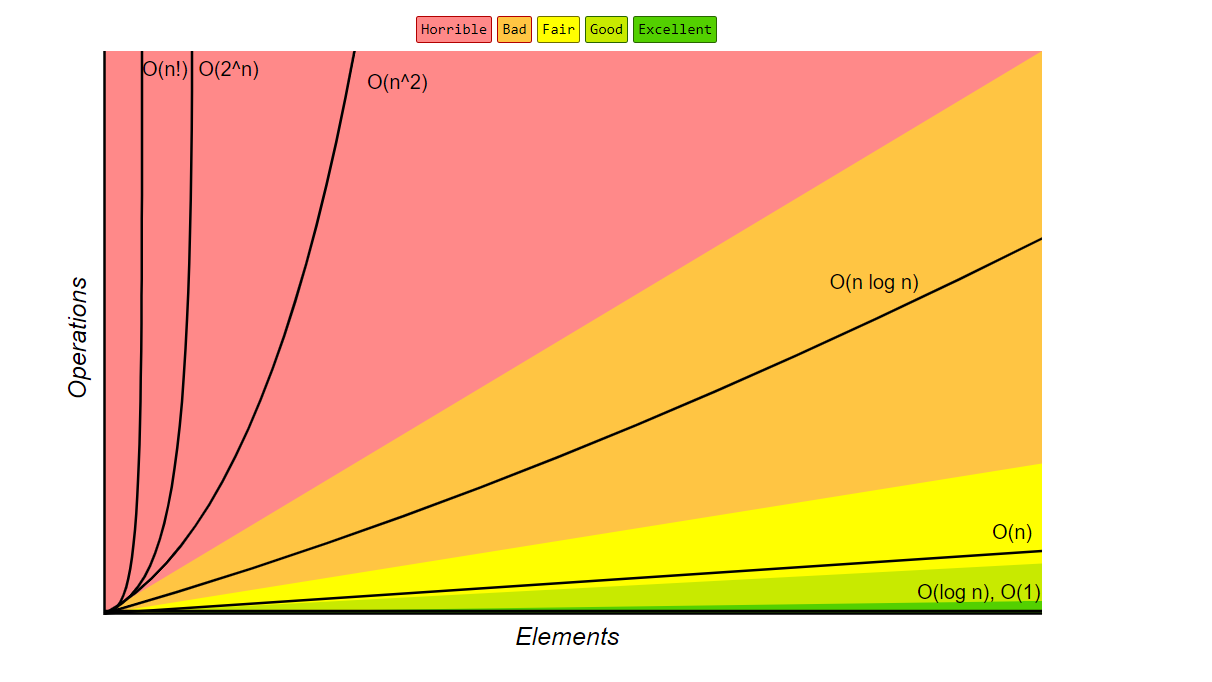 Horrible Bad Fair Good Excellent
O(n!) O(2^n)
O(n^2)
O(n log n)
Operations
O(n)
O(log n), O(1)
Elements